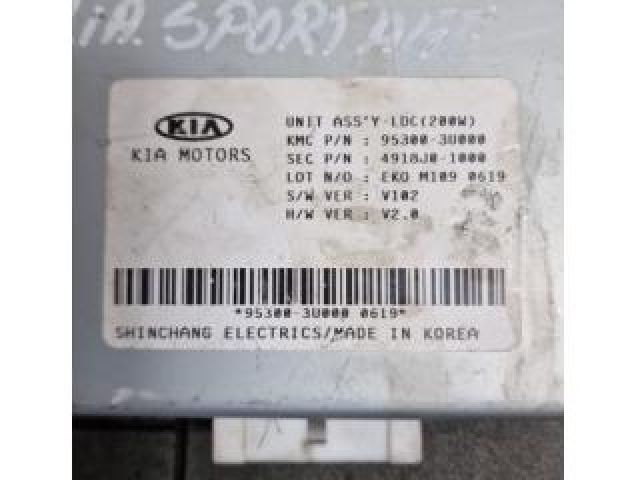 KiA. SPORTAGE
KIA
KIA MOTORS
UNIT ASS'Y-LDC(200W)
KMC P/N : 95300-3U000
SEC P/N : 4918J0-1000
LOT N/O : EKO M109 0619
S/W VER : V102
H/W VER : V2.0
*95300-3U000 0619*
SHINCHANG ELECTRICS/MADE IN KOREA